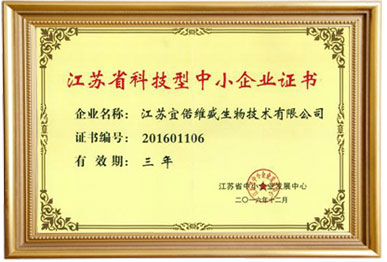 江苏省科技型中小企业证书
企业名称：江苏宜偌维盛生物技术有限公司
证书编号：201601106
有效期：三年
江苏省中小企业发展中心
二〇一六年十二月